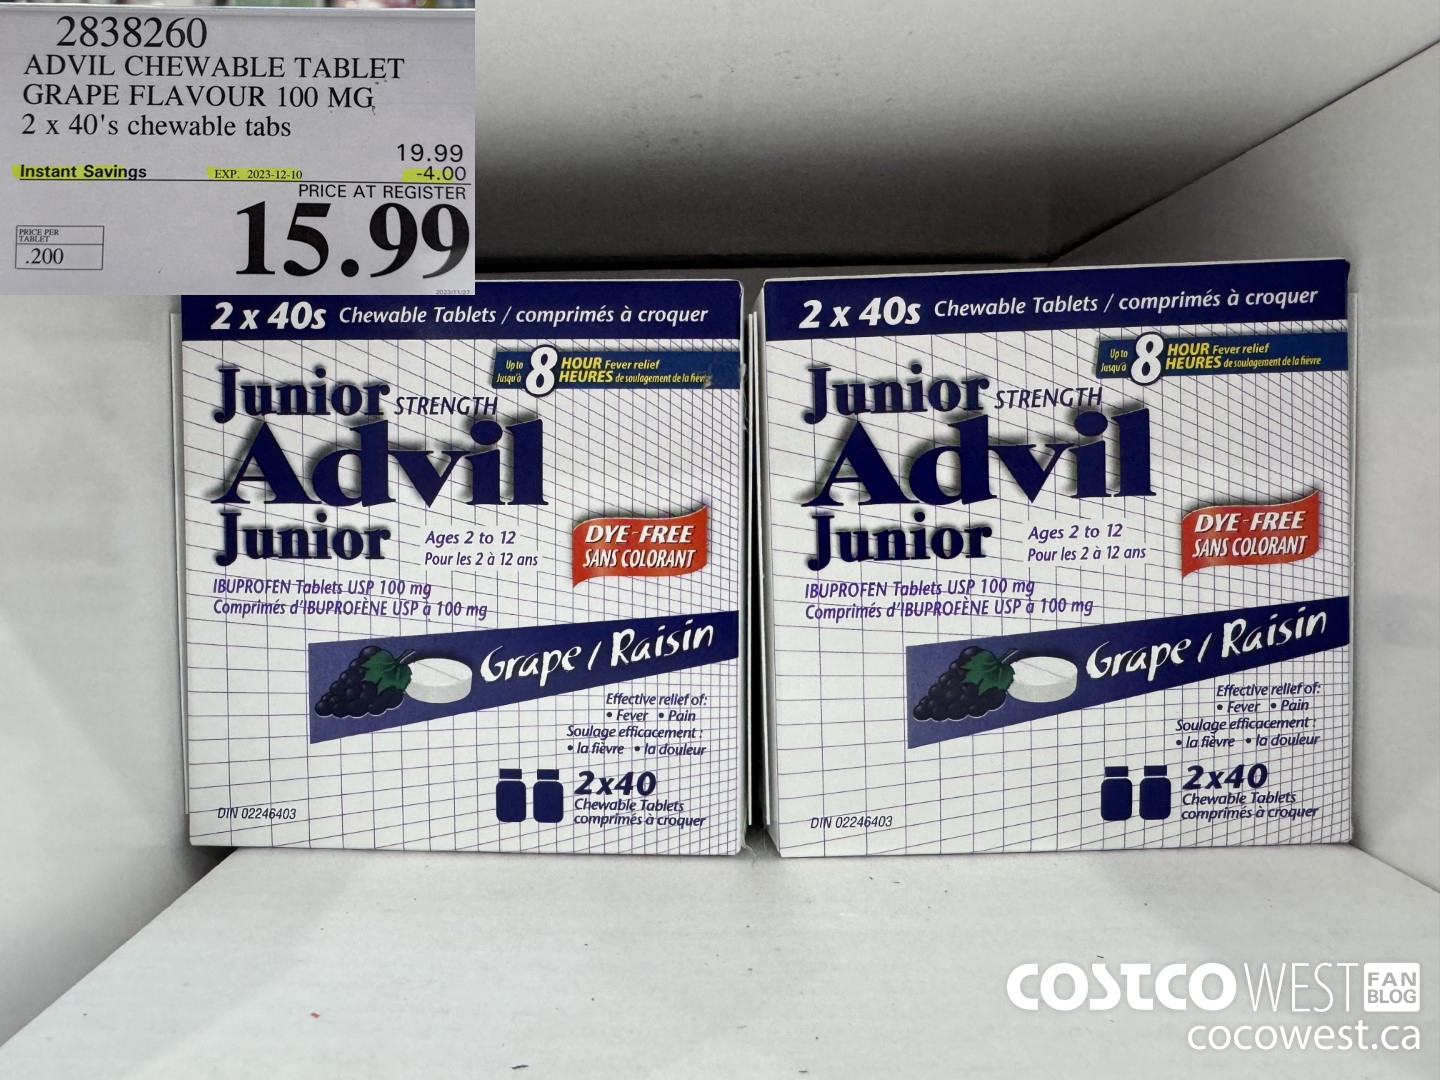 2838260
ADVIL CHEWABLE TABLET
GRAPE FLAVOUR 100 MG
2 x 40's chewable tabs
19.99
Instant Savings EXP. 2023-12-10 -4.00
PRICE AT REGISTER
15.99
PRICE PER
TABLET
.200
2023/11/27
2 x 40s Chewable Tablets / comprimés à croquer
Up to 8 HOUR Fever relief
Jusqu'à HEURES de soulagement de la fièvre
Junior STRENGTH
Advil
Junior
Ages 2 to 12
Pour les 2 à 12 ans
DYE-FREE
SANS COLORANT
IBUPROFEN Tablets USP 100 mg
Comprimés d'IBUPROFÈNE USP à 100 mg
Grape / Raisin
Effective relief of:
• Fever • Pain
Soulage efficacement :
• la fièvre • la douleur
2x40
Chewable Tablets
comprimés à croquer
DIN 02246403
2 x 40s Chewable Tablets / comprimés à croquer
Up to 8 HOUR Fever relief
Jusqu'à HEURES de soulagement de la fièvre
Junior STRENGTH
Advil
Junior
Ages 2 to 12
Pour les 2 à 12 ans
DYE-FREE
SANS COLORANT
IBUPROFEN Tablets USP 100 mg
Comprimés d'IBUPROFÈNE USP à 100 mg
Grape / Raisin
Effective relief of:
• Fever • Pain
Soulage efficacement :
• la fièvre • la douleur
2x40
Chewable Tablets
comprimés à croquer
DIN 02246403
COSTCO WEST FAN BLOG
cocowest.ca